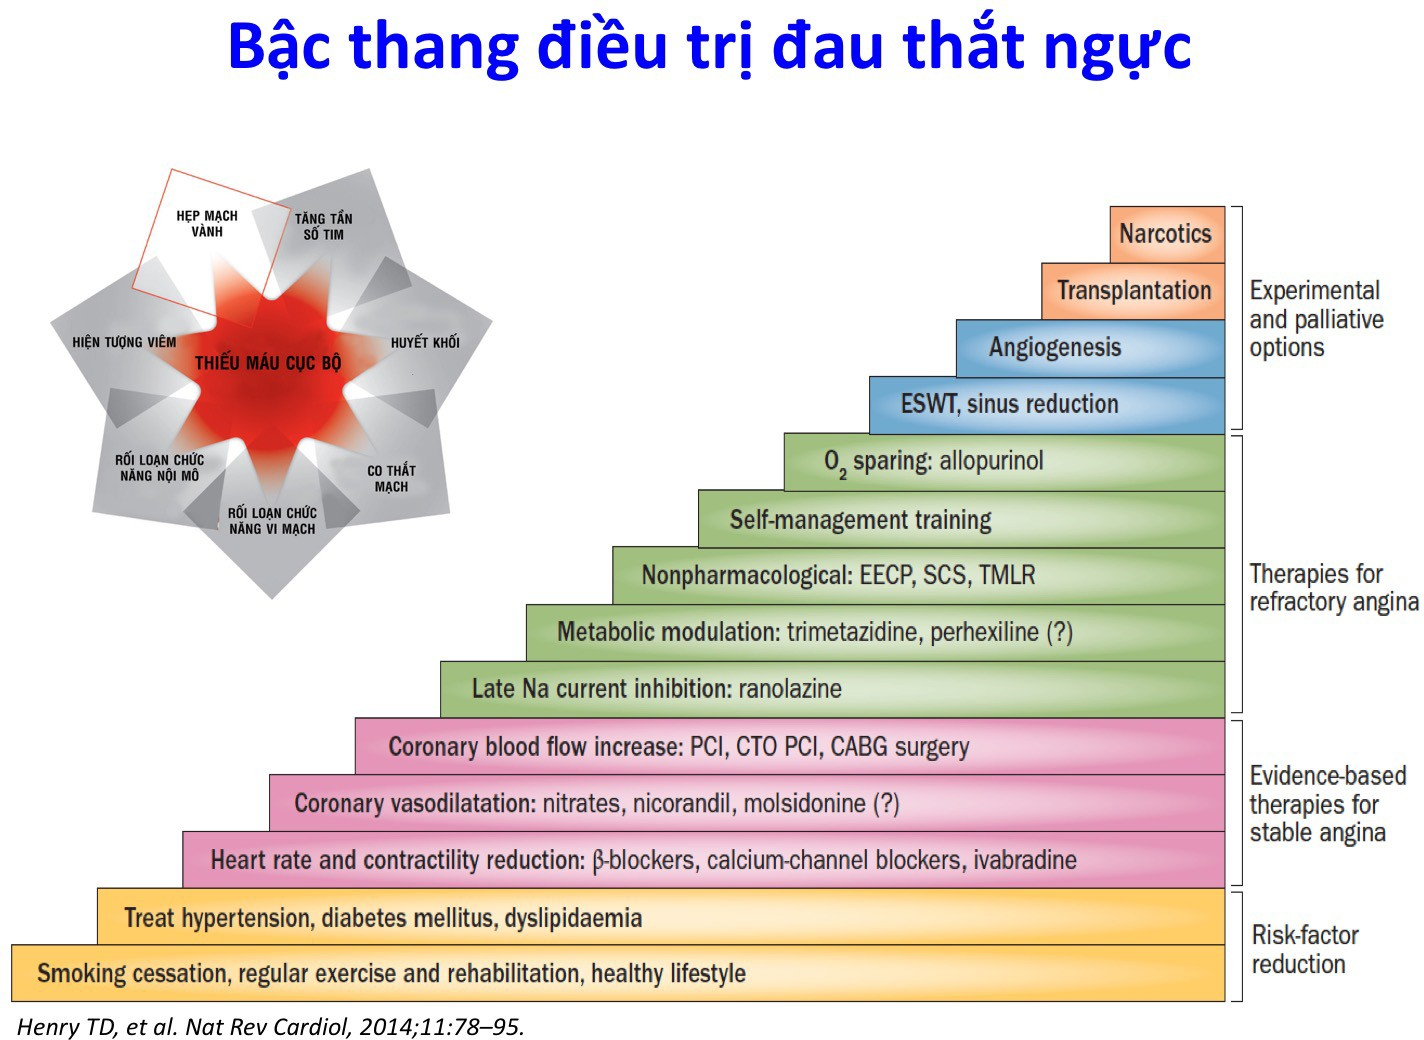 Bậc thang điều trị đau thắt ngực
HẸP MẠCH
VÀNH
TĂNG TẦN
SỐ TIM
HIỆN TƯỢNG VIÊM
HUYẾT KHỐI
THIẾU MÁU CỤC BỘ
RỐI LOẠN CHỨC
NĂNG NỘI MÔ
CO THẮT
MẠCH
RỐI LOẠN CHỨC
NĂNG VI MẠCH
Narcotics
Transplantation
Angiogenesis
ESWT, sinus reduction
Experimental
and palliative
options
O2 sparing: allopurinol
Self-management training
Nonpharmacological: EECP, SCS, TMLR
Metabolic modulation: trimetazidine, perhexiline (?)
Late Na current inhibition: ranolazine
Therapies for
refractory angina
Coronary blood flow increase: PCI, CTO PCI, CABG surgery
Coronary vasodilatation: nitrates, nicorandil, molsidonine (?)
Heart rate and contractility reduction: β-blockers, calcium-channel blockers, ivabradine
Evidence-based
therapies for
stable angina
Treat hypertension, diabetes mellitus, dyslipidaemia
Smoking cessation, regular exercise and rehabilitation, healthy lifestyle
Risk-factor
reduction
Henry TD, et al. Nat Rev Cardiol, 2014;11:78–95.